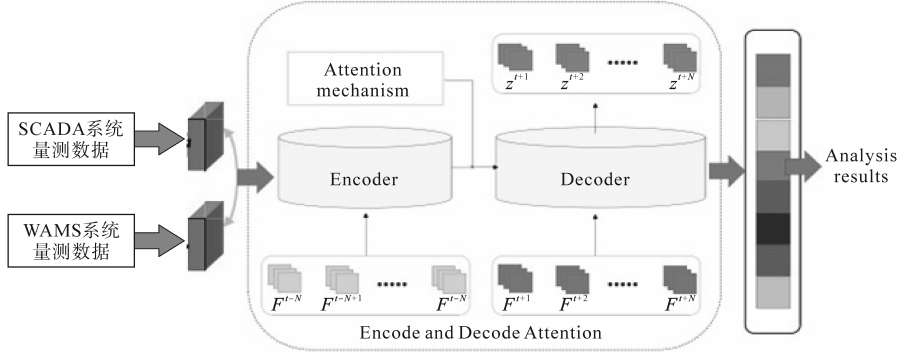 SCADA系统
量测数据
WAMS系统
量测数据
Attention
mechanism
z^{t+1} z^{t+2} ...... z^{t+N}
Encoder
Decoder
F^{t-N} F^{t-N+1} ...... F^{t-N}
F^{t+1} F^{t+2} ...... F^{t+N}
Encode and Decode Attention
Analysis
results